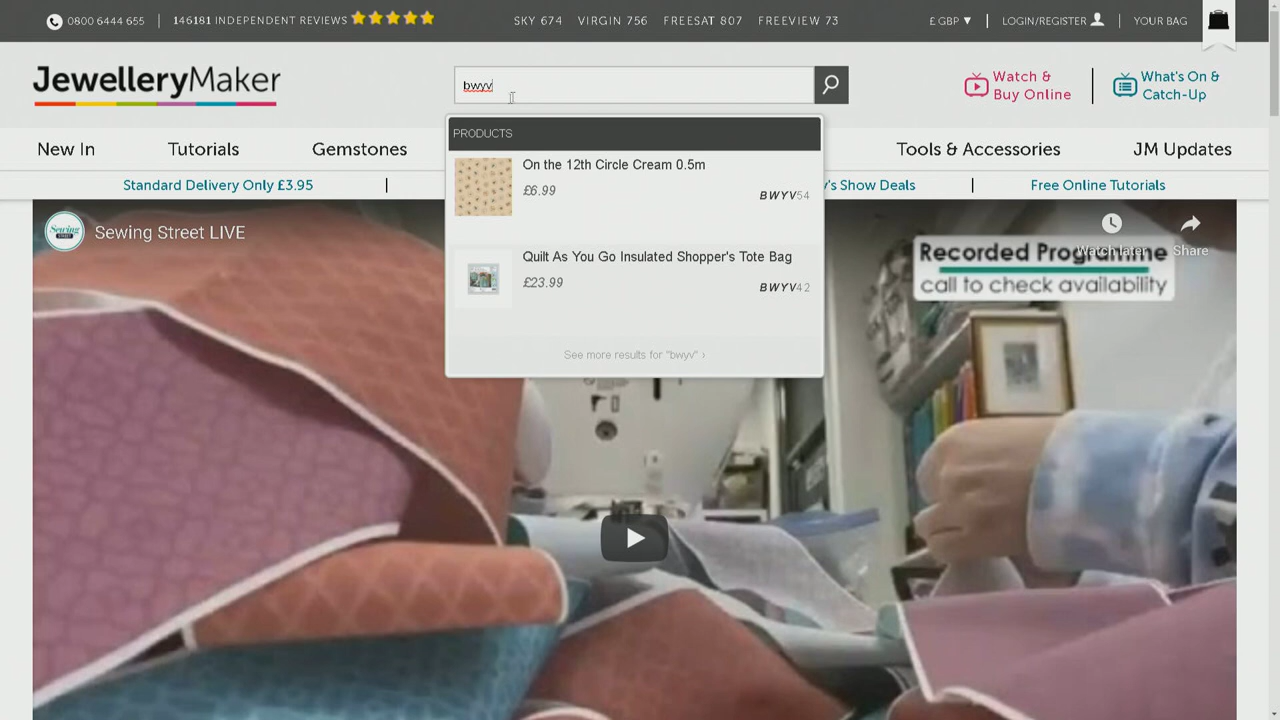 0800 6444 655
146181 INDEPENDENT REVIEWS
SKY 674 VIRGIN 756 FREESAT 807 FREEVIEW 73
£ GBP ▼
LOGIN/REGISTER
YOUR BAG
JewelleryMaker
bwyv
Watch &
Buy Online
What's On &
Catch-Up
New In
Tutorials
Gemstones
Tools & Accessories
JM Updates
Standard Delivery Only £3.95
y's Show Deals
Free Online Tutorials
PRODUCTS
On the 12th Circle Cream 0.5m
£6.99
BWYV54
Quilt As You Go Insulated Shopper's Tote Bag
£23.99
BWYV42
See more results for "bwyv" ›
Sewing Street
Sewing Street LIVE
Watch later
Share
Recorded Programme
call to check availability